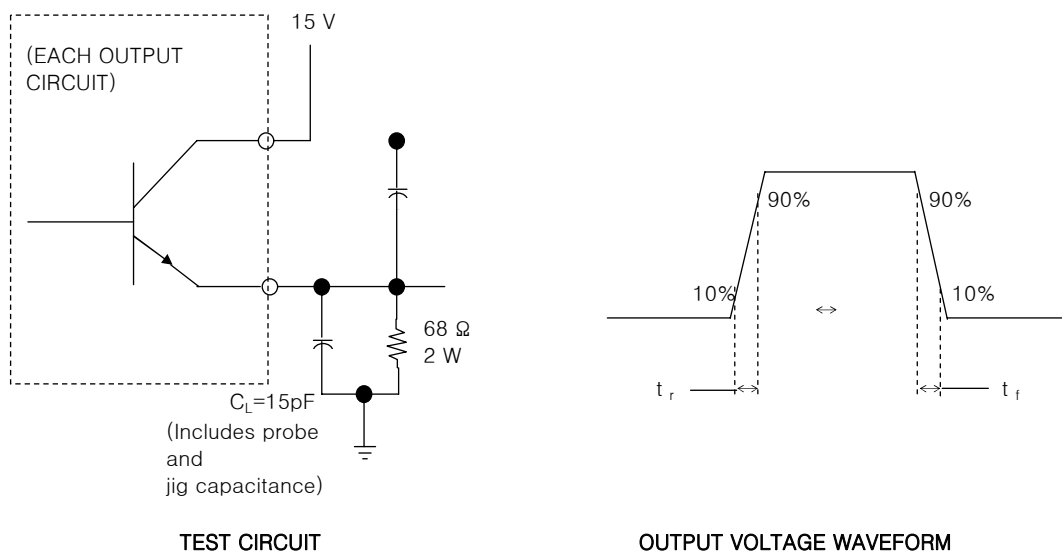 15 V
(EACH OUTPUT
CIRCUIT)
68 Ω
2 W
C_L=15pF
(Includes probe
and
jig capacitance)
TEST CIRCUIT
90%
90%
10%
10%
t r
t f
OUTPUT VOLTAGE WAVEFORM